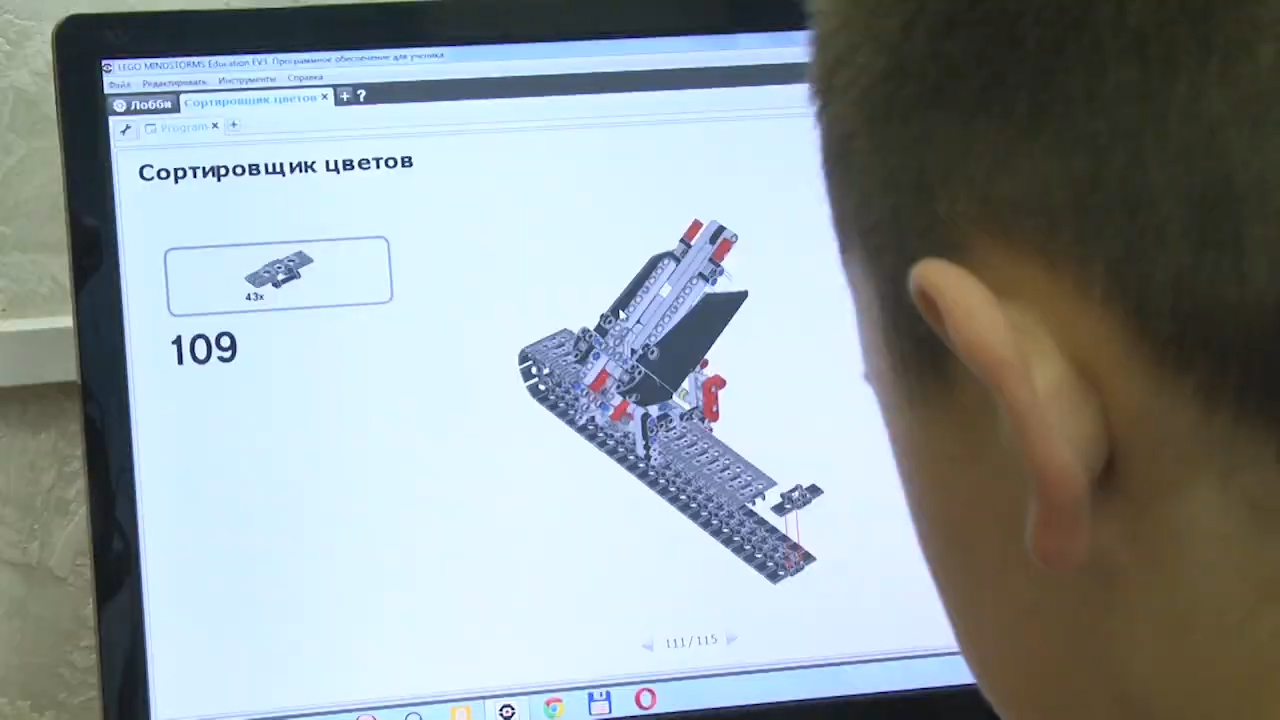 LEGO MINDSTORMS Education EV3. Программное обеспечение для ученика
Файл Редактировать Инструменты Справка
Лобби Сортировщик цветов × + ?
Program × +
Сортировщик цветов
43x
109
111/115